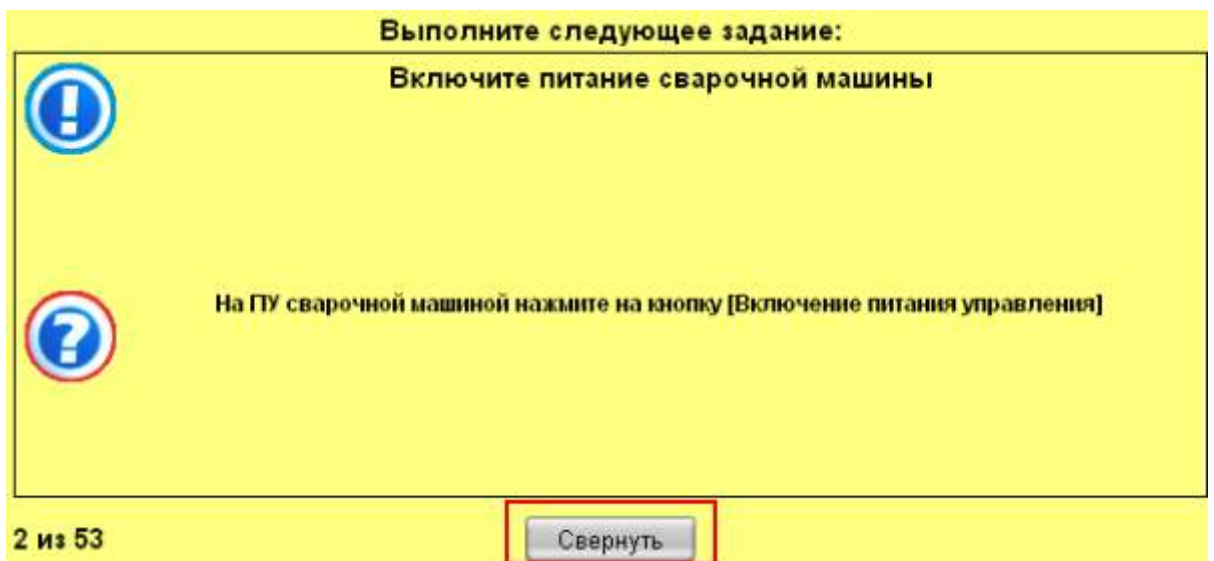 Выполните следующее задание:
Включите питание сварочной машины
На ПУ сварочной машиной нажмите на кнопку [Включение питания управления]
2 из 53
Свернуть